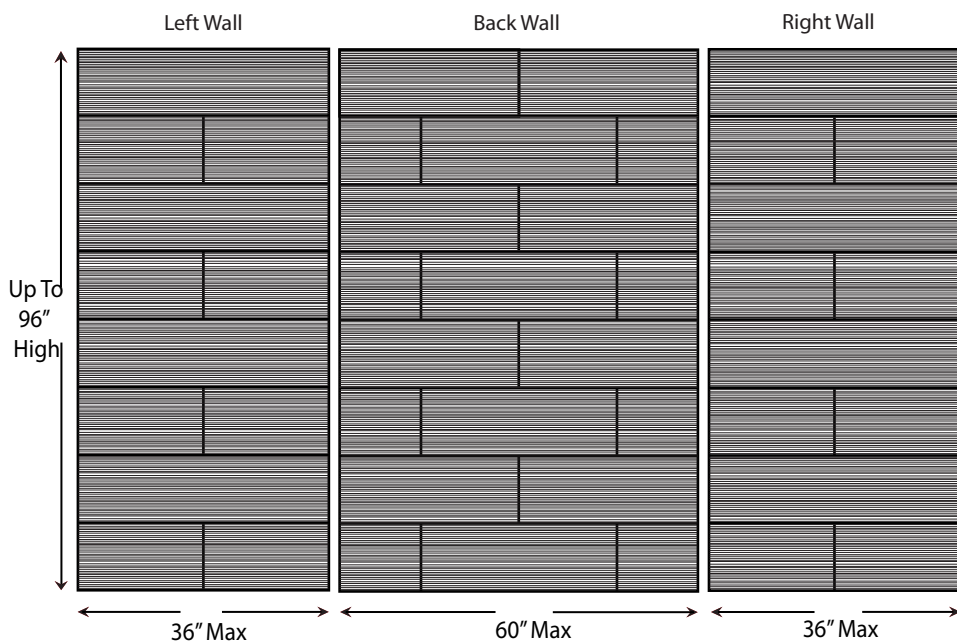 Left Wall
Back Wall
Right Wall
Up To
96”
High
36” Max
60” Max
36” Max